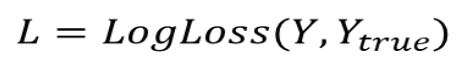 L = LogLoss(Y, Y_true)